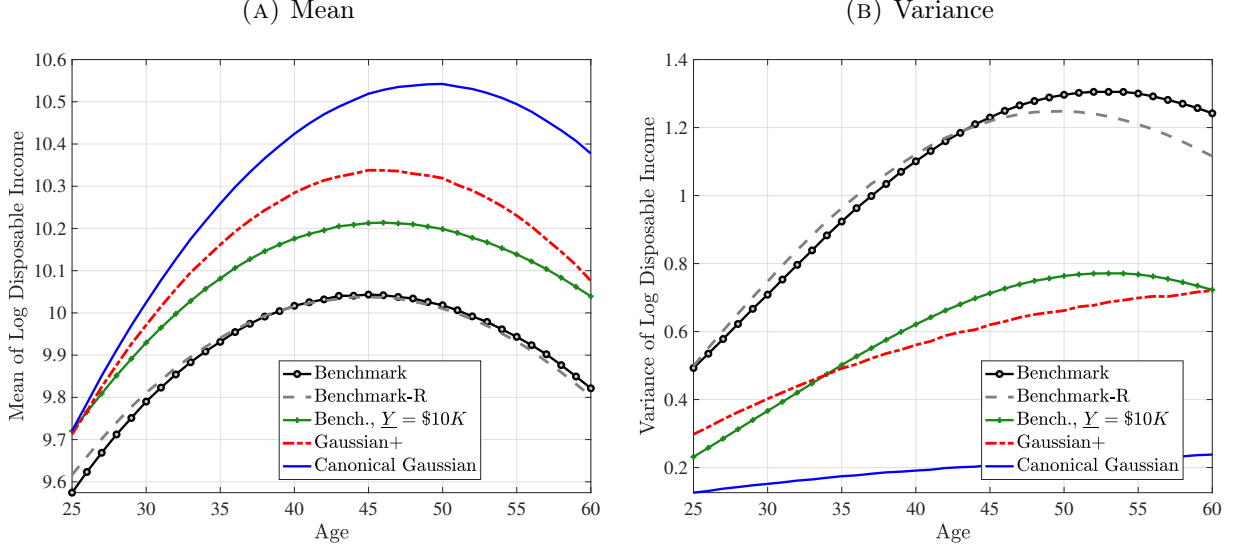 (A) Mean
10.6
10.5
10.4
10.3
10.2
10.1
10
9.9
9.8
9.7
9.6
25 30 35 40 45 50 55 60
Age
Mean of Log Disposable Income
Benchmark
Benchmark-R
Bench., Y = $10K
Gaussian+
Canonical Gaussian
(B) Variance
1.4
1.2
1
0.8
0.6
0.4
0.2
25 30 35 40 45 50 55 60
Age
Variance of Log Disposable Income
Benchmark
Benchmark-R
Bench., Y = $10K
Gaussian+
Canonical Gaussian